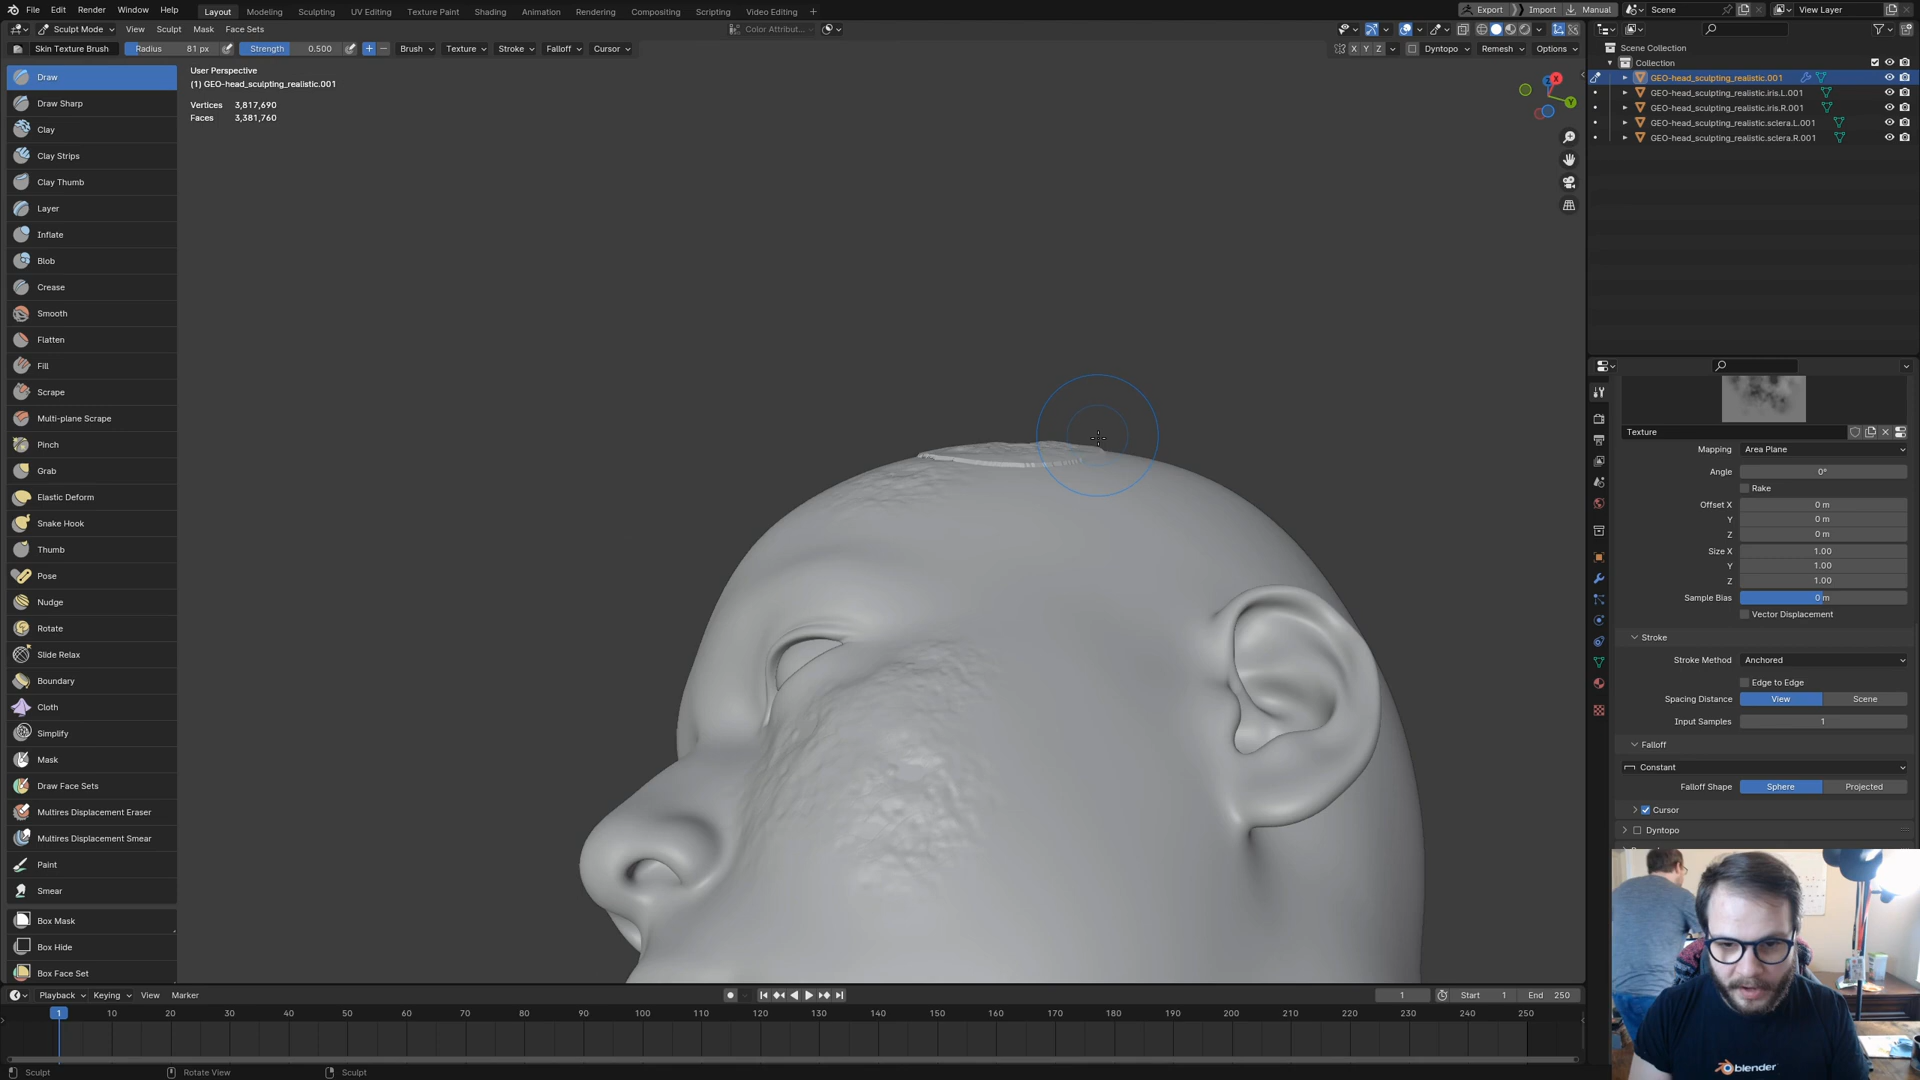 File Edit Render Window Help Layout Modeling Sculpting UV Editing Texture Paint Shading Animation Rendering Compositing Scripting Video Editing + Export Import Manual Scene View Layer
Sculpt Mode View Sculpt Mask Face Sets Color Attribut...
Skin Texture Brush Radius 81 px Strength 0.500 + − Brush Texture Stroke Falloff Cursor X Y Z Dyntopo Remesh Options
Scene Collection
Collection
GEO-head_sculpting_realistic.001
GEO-head_sculpting_realistic.iris.L.001
GEO-head_sculpting_realistic.iris.R.001
GEO-head_sculpting_realistic.sclera.L.001
GEO-head_sculpting_realistic.sclera.R.001
User Perspective
(1) GEO-head_sculpting_realistic.001
Vertices 3,817,690
Faces 3,381,760
X
Y
Z
Draw
Draw Sharp
Clay
Clay Strips
Clay Thumb
Layer
Inflate
Blob
Crease
Smooth
Flatten
Fill
Scrape
Multi-plane Scrape
Pinch
Grab
Elastic Deform
Snake Hook
Thumb
Pose
Nudge
Rotate
Slide Relax
Boundary
Cloth
Simplify
Mask
Draw Face Sets
Multires Displacement Eraser
Multires Displacement Smear
Paint
Smear
Box Mask
Box Hide
Box Face Set
Texture
Mapping Area Plane
Angle 0°
Rake
Offset X 0 m
Y 0 m
Z 0 m
Size X 1.00
Y 1.00
Z 1.00
Sample Bias 0 m
Vector Displacement
Stroke
Stroke Method Anchored
Edge to Edge
Spacing Distance View Scene
Input Samples 1
Falloff
Constant
Falloff Shape Sphere Projected
Cursor
Dyntopo
blender
Playback Keying View Marker 1 Start 1 End 250
1 10 20 30 40 50 60 70 80 90 100 110 120 130 140 150 160 170 180 190 200 210 220 230 240 250
Sculpt Rotate View Sculpt